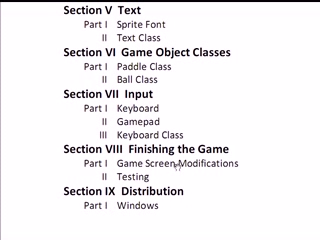 Section V Text
Part I Sprite Font
II Text Class
Section VI Game Object Classes
Part I Paddle Class
II Ball Class
Section VII Input
Part I Keyboard
II Gamepad
III Keyboard Class
Section VIII Finishing the Game
Part I Game Screen Modifications
II Testing
Section IX Distribution
Part I Windows